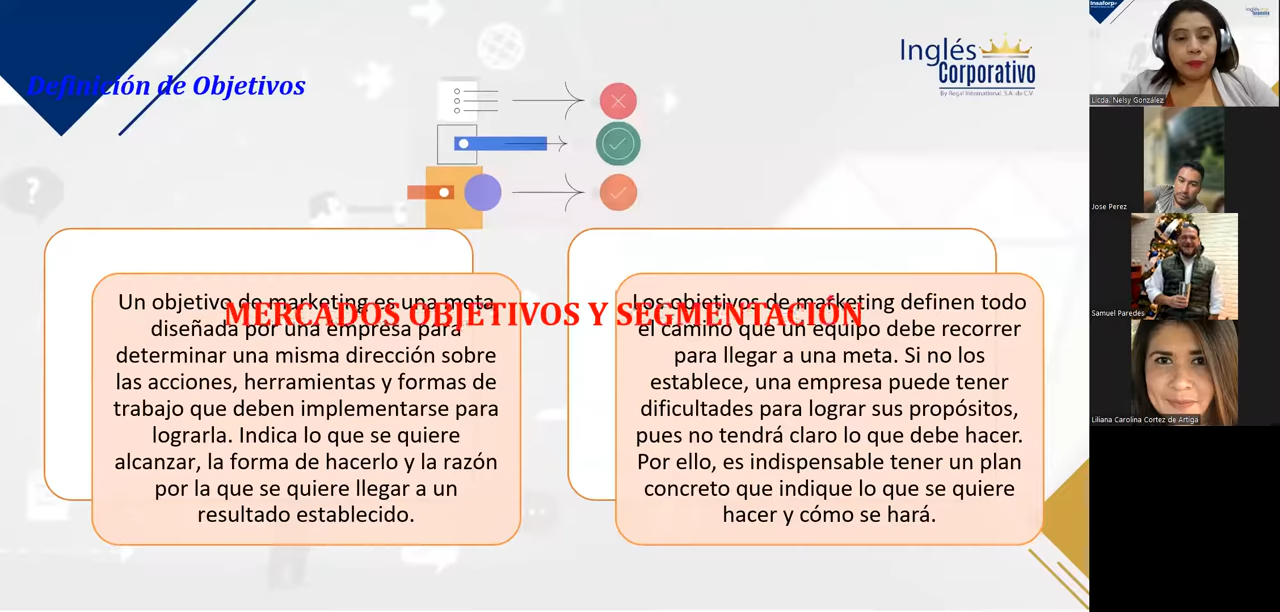 Definición de Objetivos
Inglés
Corporativo
By Regal International, S.A. de C.V.
?
MERCADOS OBJETIVOS Y SEGMENTACIÓN
Un objetivo de marketing es una meta
diseñada por una empresa para
determinar una misma dirección sobre
las acciones, herramientas y formas de
trabajo que deben implementarse para
lograrla. Indica lo que se quiere
alcanzar, la forma de hacerlo y la razón
por la que se quiere llegar a un
resultado establecido.
Los objetivos de marketing definen todo
el camino que un equipo debe recorrer
para llegar a una meta. Si no los
establece, una empresa puede tener
dificultades para lograr sus propósitos,
pues no tendrá claro lo que debe hacer.
Por ello, es indispensable tener un plan
concreto que indique lo que se quiere
hacer y cómo se hará.
Insaforp
Licda. Nelsy González
Jose Perez
Samuel Paredes
Liliana Carolina Cortez de Artiga